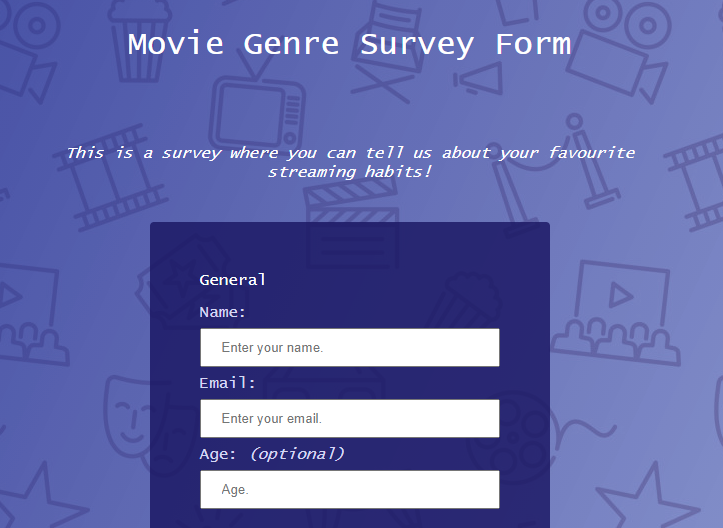 Movie Genre Survey Form
This is a survey where you can tell us about your favourite
streaming habits!
General
Name:
Enter your name.
Email:
Enter your email.
Age: (optional)
Age.